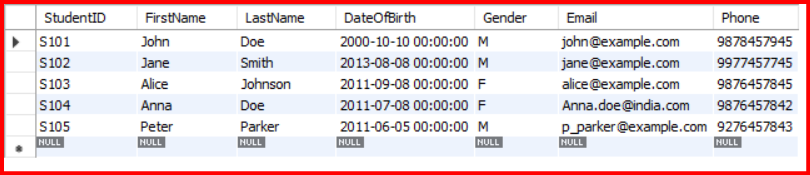 StudentID FirstName LastName DateOfBirth Gender Email Phone
S101 John Doe 2000-10-10 00:00:00 M john@example.com 9878457945
S102 Jane Smith 2013-08-08 00:00:00 M jane@example.com 9977457745
S103 Alice Johnson 2011-09-08 00:00:00 F alice@example.com 9876457845
S104 Anna Doe 2011-07-08 00:00:00 F Anna.doe@india.com 9876457842
S105 Peter Parker 2011-06-05 00:00:00 M p_parker@example.com 9276457843
NULL NULL NULL NULL NULL NULL NULL